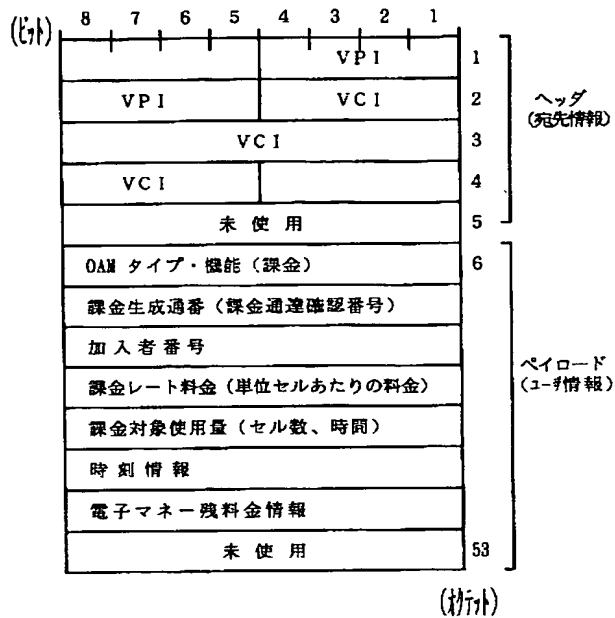 (ビット) 8 7 6 5 4 3 2 1
VPI 1
VPI VCI 2
VCI 3
VCI 4
未使用 5
ヘッダ
(宛先情報)
OAM タイプ・機能(課金) 6
課金生成通番(課金通達確認番号)
加入者番号
課金レート料金(単位セルあたりの料金)
課金対象使用量(セル数、時間)
時刻情報
電子マネー残料金情報
未使用 53
ペイロード
(ユーザ情報)
(オクテット)